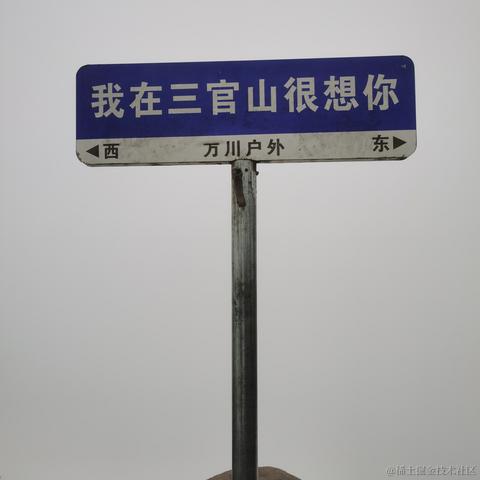 我在三官山很想你
◀西 万川户外 东▶
@稀土掘金技术社区